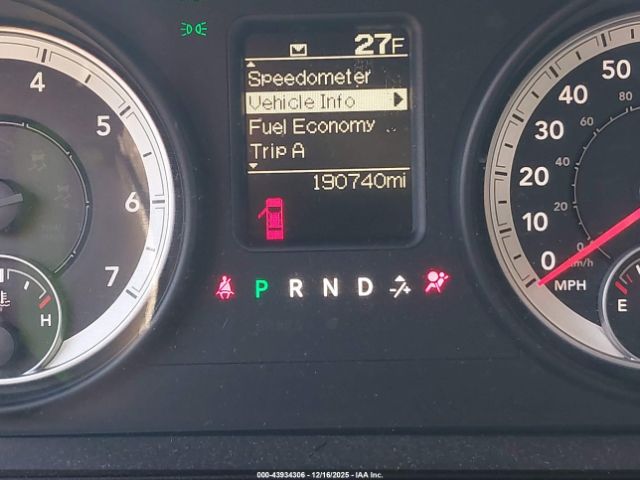 27F
Speedometer
Vehicle Info
Fuel Economy
Trip A
190740mi
4
5
6
7
H
P R N D -/+
50
40
30
20
10
0
80
60
40
20
0
km/h
MPH
E
000-43934306 - 12/16/2025 - IAA Inc.